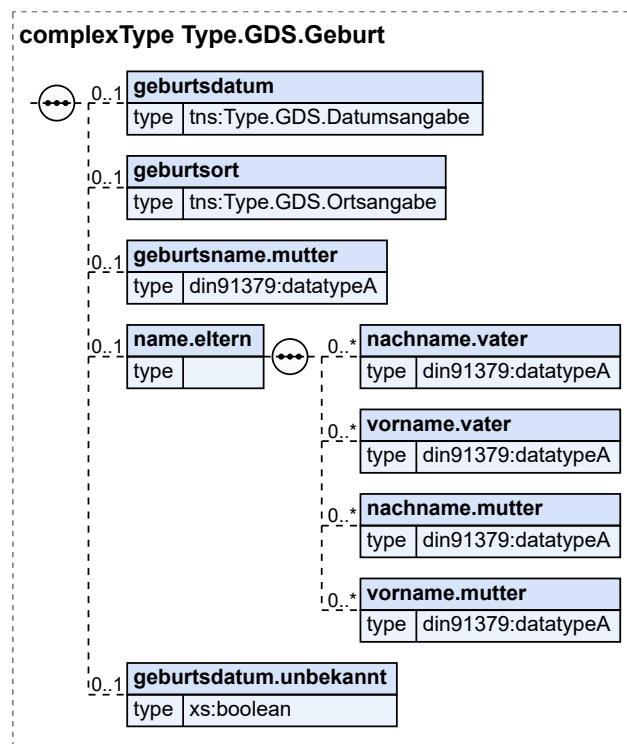 complexType Type.GDS.Geburt
0..1 geburtsdatum
type tns:Type.GDS.Datumsangabe
0..1 geburtsort
type tns:Type.GDS.Ortsangabe
0..1 geburtsname.mutter
type din91379:datatypeA
0..1 name.eltern
type
0..* nachname.vater
type din91379:datatypeA
0..* vorname.vater
type din91379:datatypeA
0..* nachname.mutter
type din91379:datatypeA
0..* vorname.mutter
type din91379:datatypeA
0..1 geburtsdatum.unbekannt
type xs:boolean